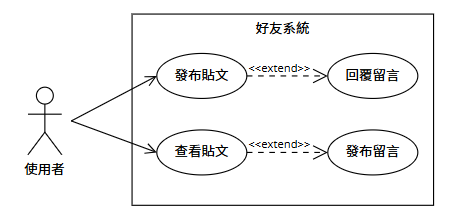 好友系統
發布貼文
<<extend>>
回覆留言
查看貼文
<<extend>>
發布留言
使用者